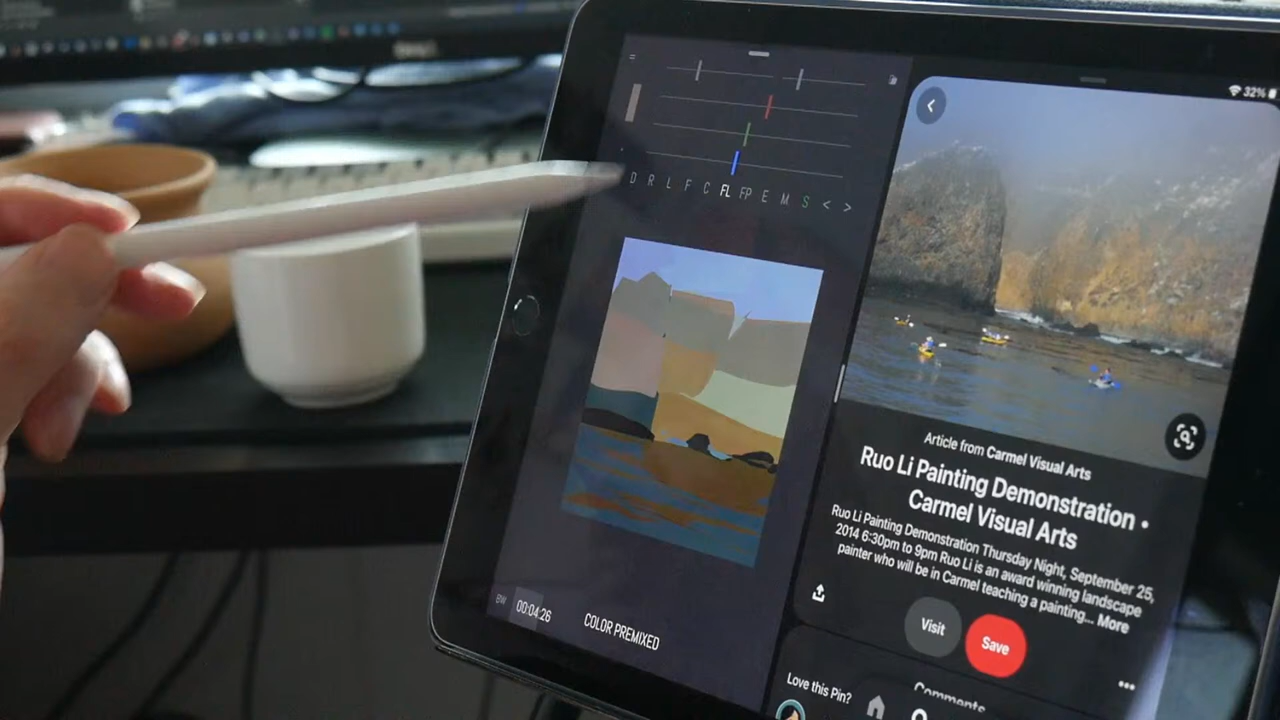 32%
D R L F C FL FP E M S < >
Article from Carmel Visual Arts
Ruo Li Painting Demonstration •
Carmel Visual Arts
Ruo Li Painting Demonstration Thursday Night, September 25,
2014 6:30pm to 9pm Ruo Li is an award winning landscape
painter who will be in Carmel teaching a painting... More
Visit
Save
BW
00:04:26
COLOR PREMIXED
Love this Pin?
Comments